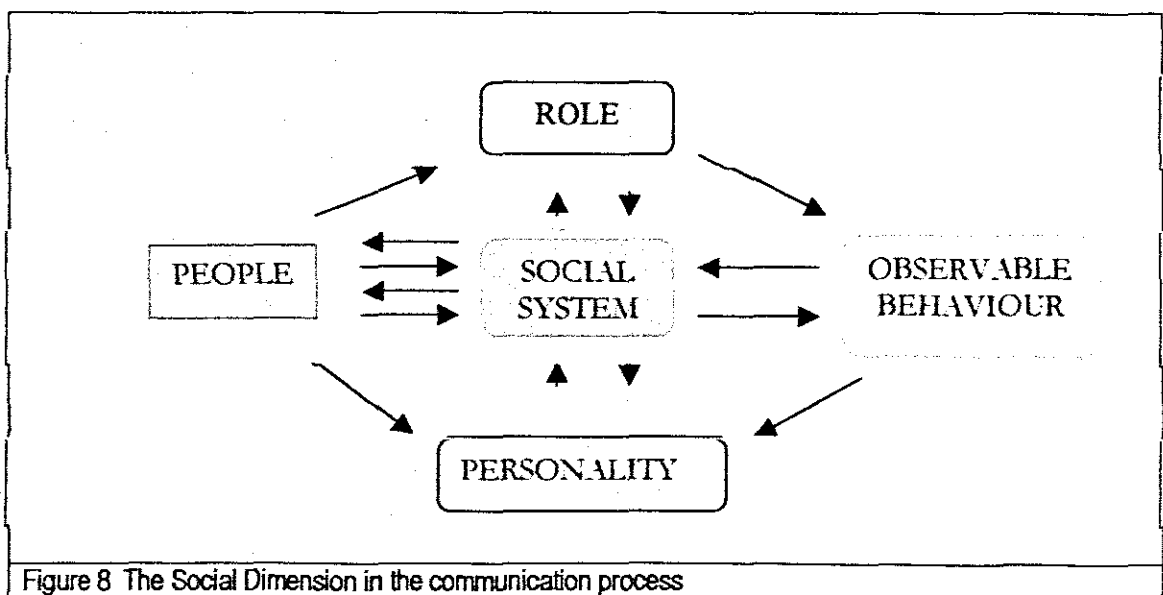 ROLE
PEOPLE
SOCIAL
SYSTEM
OBSERVABLE
BEHAVIOUR
PERSONALITY
Figure 8 The Social Dimension in the communication process